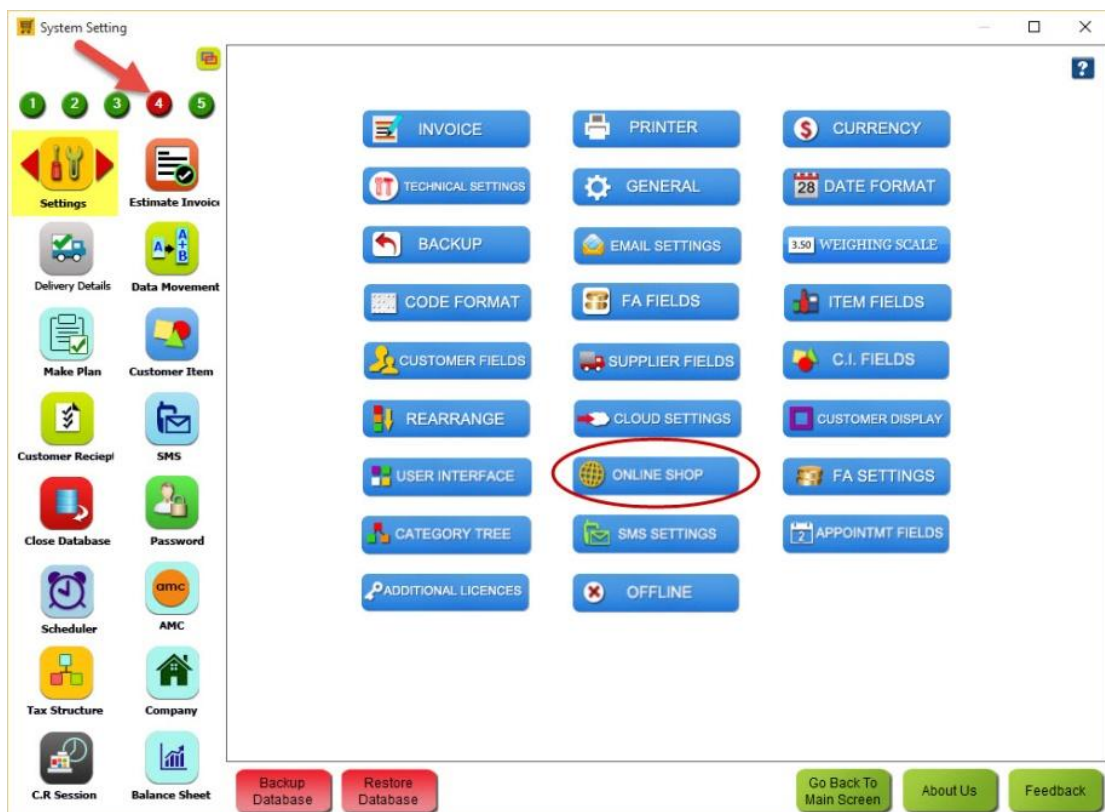 System Setting
?
1 2 3 4 5
Settings Estimate Invoice
Delivery Details Data Movement
Make Plan Customer Item
Customer Reciept SMS
Close Database Password
Scheduler AMC
Tax Structure Company
C.R Session Balance Sheet
A A+B
amc
INVOICE PRINTER $ CURRENCY
TECHNICAL SETTINGS GENERAL 28 DATE FORMAT
BACKUP EMAIL SETTINGS 3.50 WEIGHING SCALE
CODE FORMAT FA FIELDS ITEM FIELDS
CUSTOMER FIELDS SUPPLIER FIELDS C.I. FIELDS
REARRANGE CLOUD SETTINGS CUSTOMER DISPLAY
USER INTERFACE ONLINE SHOP FA SETTINGS
CATEGORY TREE SMS SETTINGS 2 APPOINTMT FIELDS
ADDITIONAL LICENCES OFFLINE
Backup Restore Go Back To About Us Feedback
Database Database Main Screen